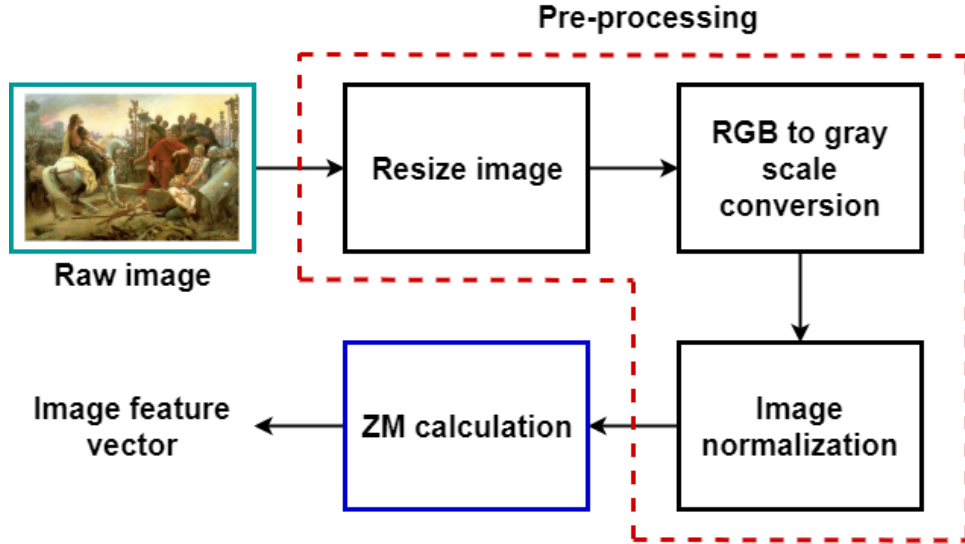 Pre-processing
Resize image
RGB to gray
scale
conversion
Raw image
Image feature
vector
ZM calculation
Image
normalization